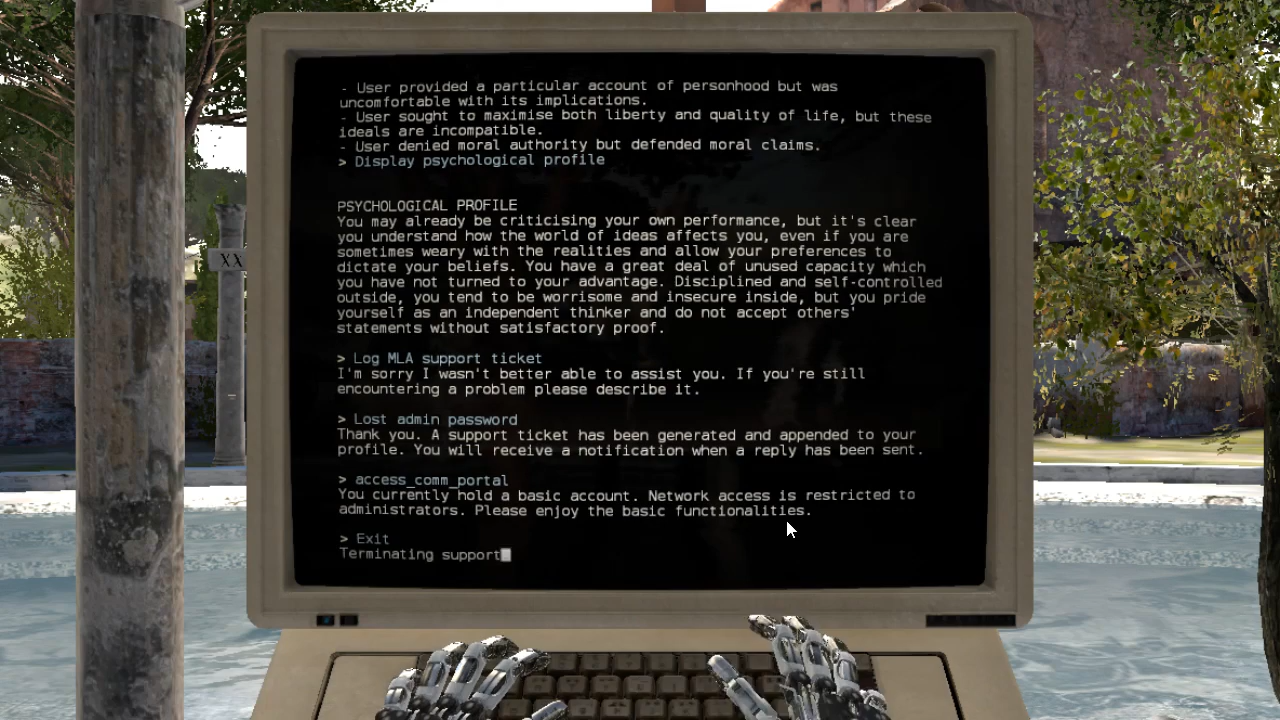 - User provided a particular account of personhood but was
uncomfortable with its implications.
- User sought to maximise both liberty and quality of life, but these
ideals are incompatible.
- User denied moral authority but defended moral claims.
> Display psychological profile
PSYCHOLOGICAL PROFILE
You may already be criticising your own performance, but it's clear
you understand how the world of ideas affects you, even if you are
sometimes weary with the realities and allow your preferences to
dictate your beliefs. You have a great deal of unused capacity which
you have not turned to your advantage. Disciplined and self-controlled
outside, you tend to be worrisome and insecure inside, but you pride
yourself as an independent thinker and do not accept others'
statements without satisfactory proof.
> Log MLA support ticket
I'm sorry I wasn't better able to assist you. If you're still
encountering a problem please describe it.
> Lost admin password
Thank you. A support ticket has been generated and appended to your
profile. You will receive a notification when a reply has been sent.
> access_comm_portal
You currently hold a basic account. Network access is restricted to
administrators. Please enjoy the basic functionalities.
> Exit
Terminating support
XX